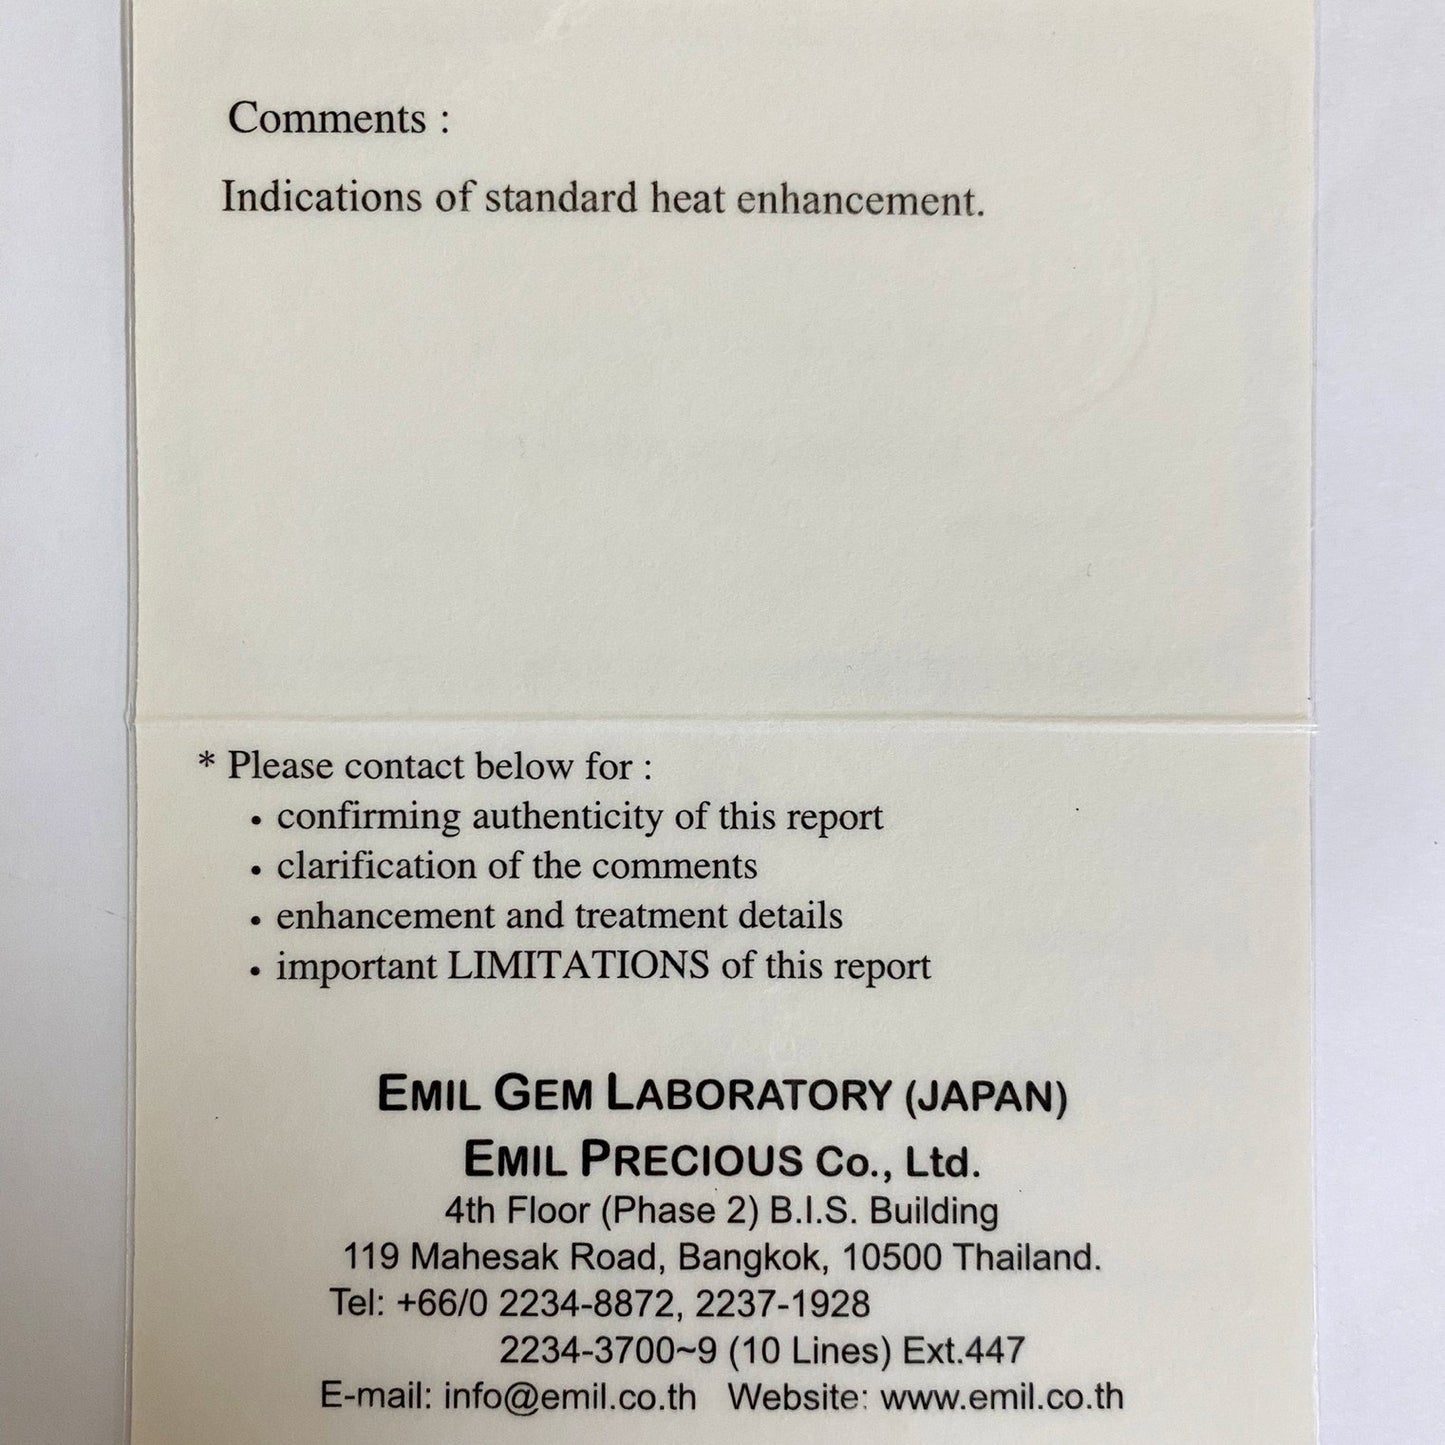 Comments :
Indications of standard heat enhancement.
* Please contact below for :
• confirming authenticity of this report
• clarification of the comments
• enhancement and treatment details
• important LIMITATIONS of this report
EMIL GEM LABORATORY (JAPAN)
EMIL PRECIOUS Co., Ltd.
4th Floor (Phase 2) B.I.S. Building
119 Mahesak Road, Bangkok, 10500 Thailand.
Tel: +66/0 2234-8872, 2237-1928
2234-3700~9 (10 Lines) Ext.447
E-mail: info@emil.co.th Website: www.emil.co.th